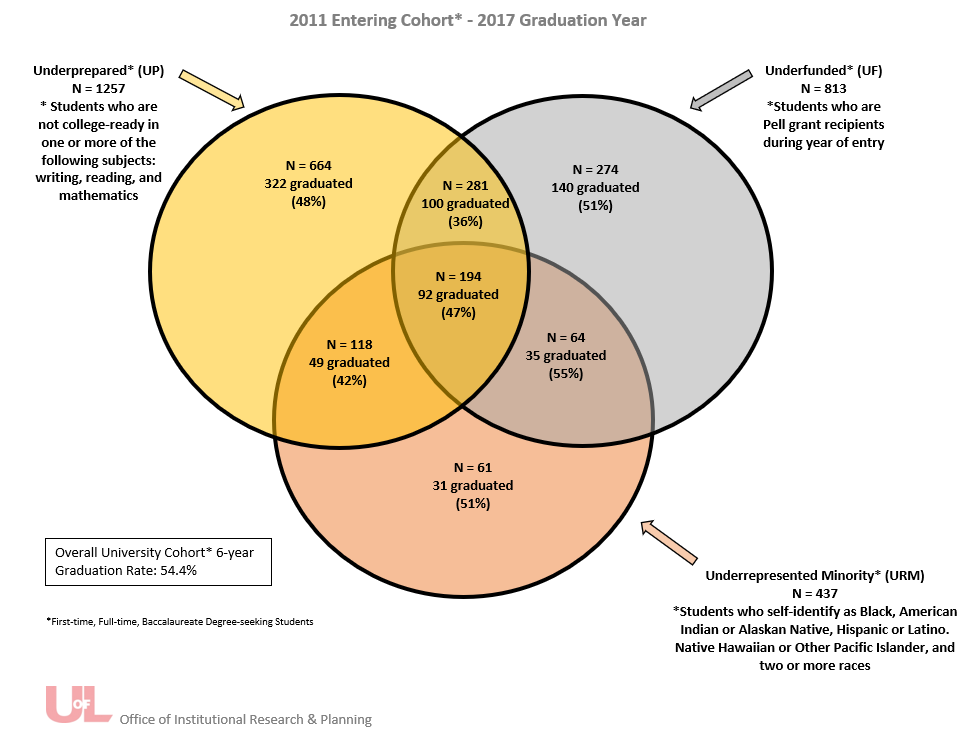 2011 Entering Cohort* - 2017 Graduation Year
Underprepared* (UP)
N = 1257
* Students who are
not college-ready in
one or more of the
following subjects:
writing, reading, and
mathematics
Underfunded* (UF)
N = 813
*Students who are
Pell grant recipients
during year of entry
N = 664
322 graduated
(48%)
N = 281
100 graduated
(36%)
N = 274
140 graduated
(51%)
N = 194
92 graduated
(47%)
N = 118
49 graduated
(42%)
N = 64
35 graduated
(55%)
N = 61
31 graduated
(51%)
Overall University Cohort* 6-year
Graduation Rate: 54.4%
*First-time, Full-time, Baccalaureate Degree-seeking Students
Underrepresented Minority* (URM)
N = 437
*Students who self-identify as Black, American
Indian or Alaskan Native, Hispanic or Latino.
Native Hawaiian or Other Pacific Islander, and
two or more races
UOFL
Office of Institutional Research & Planning